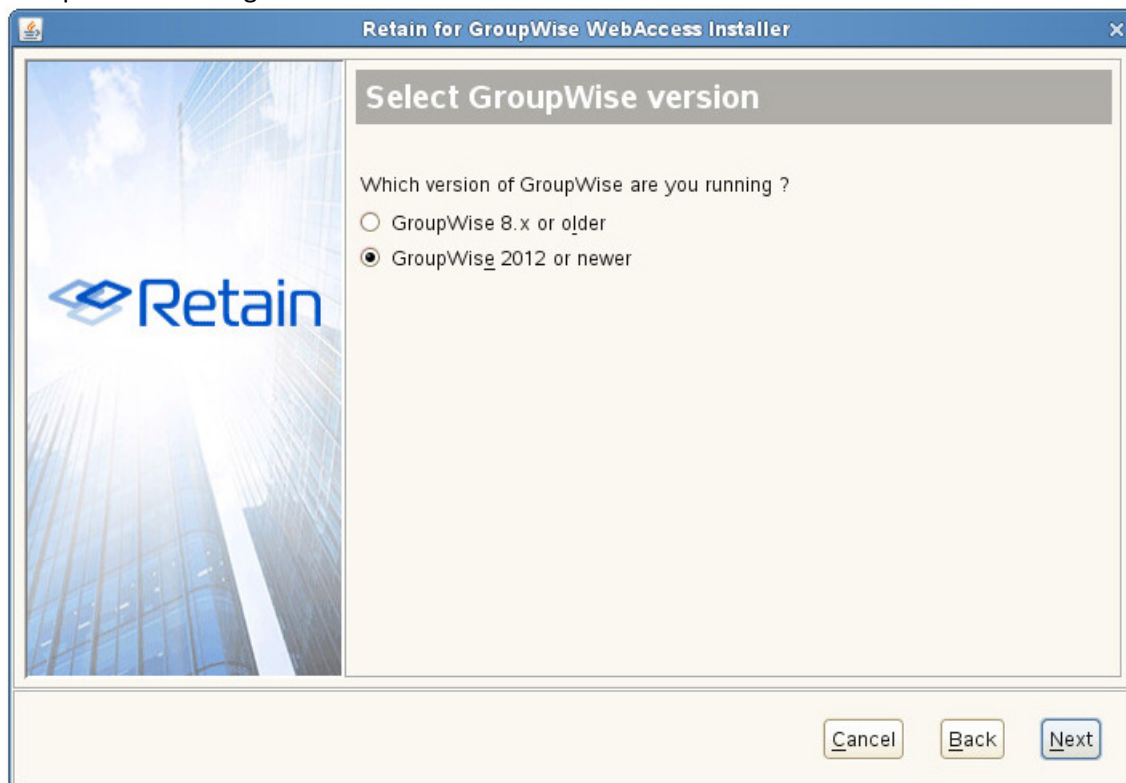 Retain for GroupWise WebAccess Installer
Select GroupWise version
Which version of GroupWise are you running ?
GroupWise 8.x or older
GroupWise 2012 or newer
Retain
Cancel
Back
Next